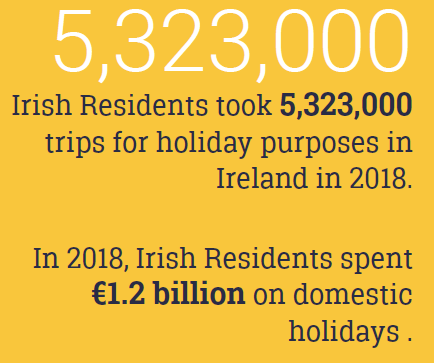 5,323,000
Irish Residents took 5,323,000
trips for holiday purposes in
Ireland in 2018.
In 2018, Irish Residents spent
€1.2 billion on domestic
holidays .